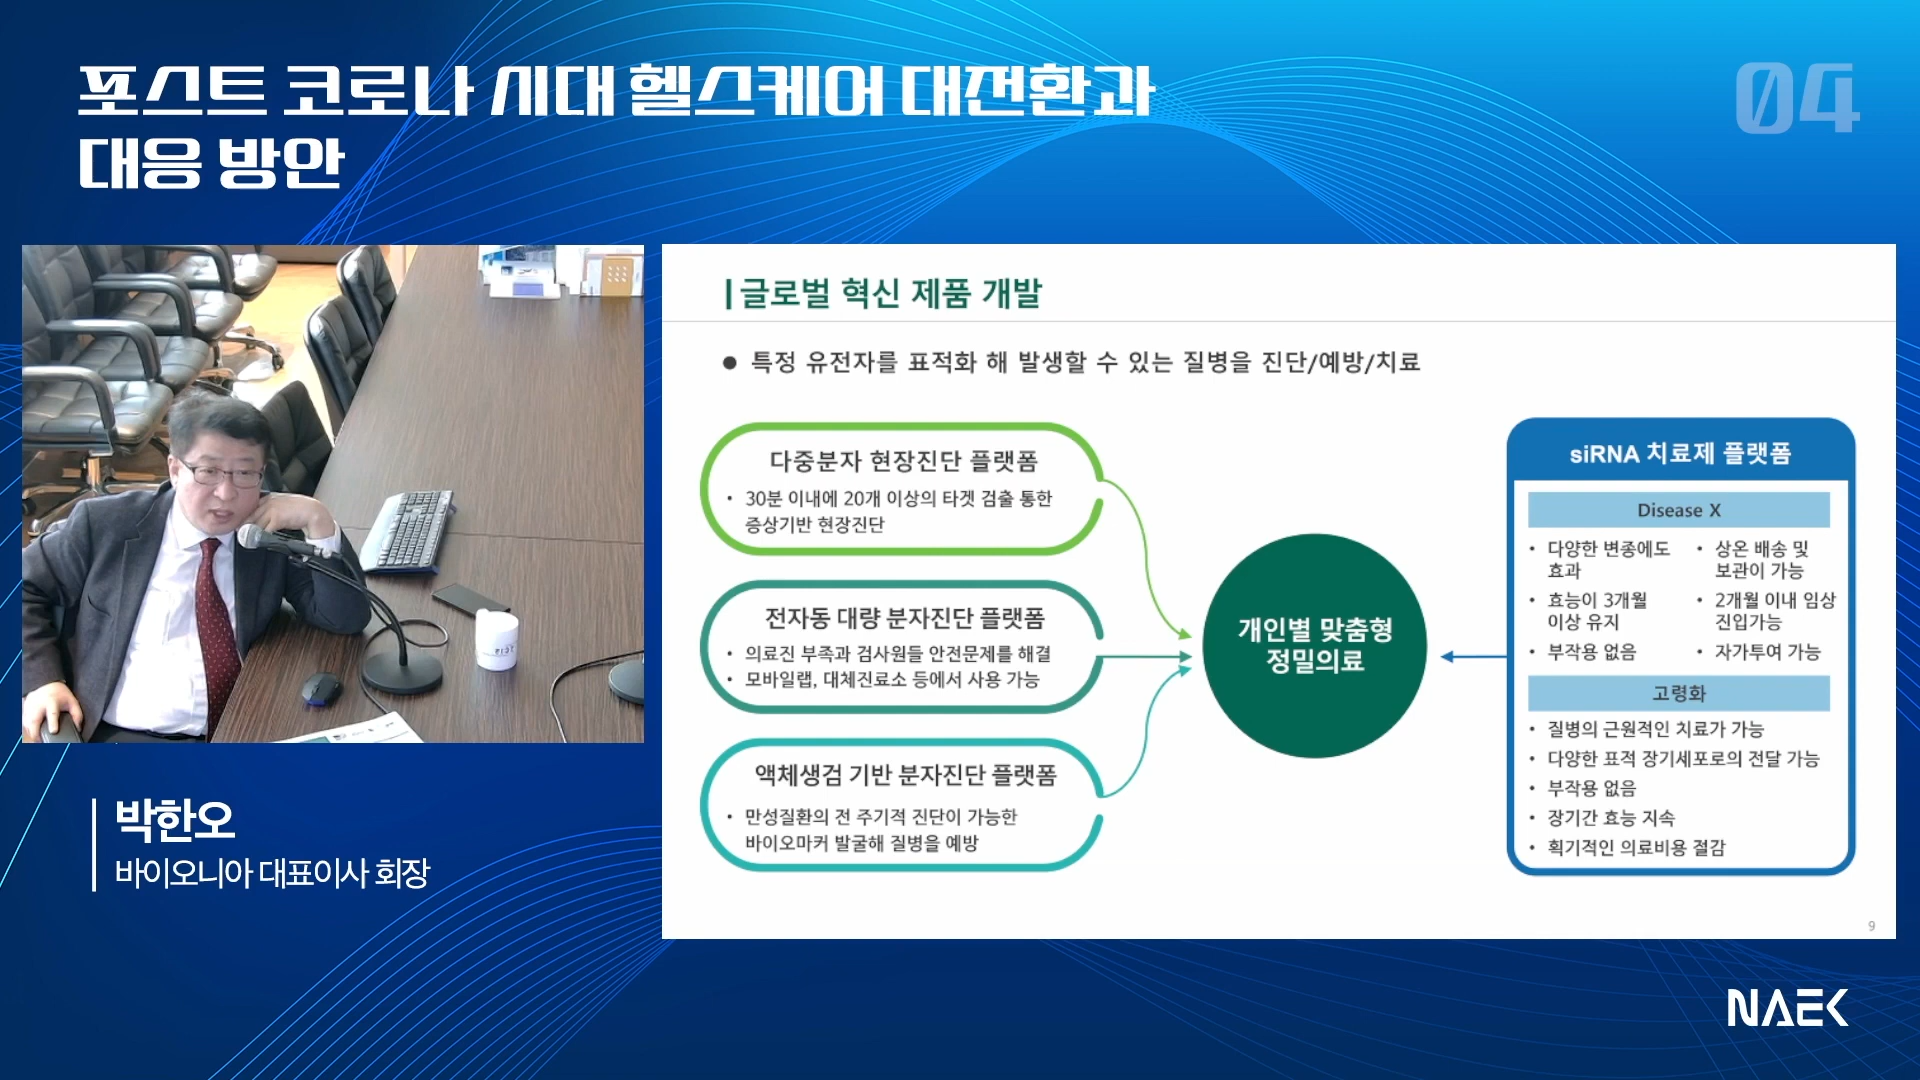 포스트 코로나 시대 헬스케어 대전환과
대응 방안
04
글로벌 혁신 제품 개발
● 특정 유전자를 표적화 해 발생할 수 있는 질병을 진단/예방/치료
다중분자 현장진단 플랫폼
• 30분 이내에 20개 이상의 타겟 검출 통한
증상기반 현장진단
전자동 대량 분자진단 플랫폼
• 의료진 부족과 검사원들 안전문제를 해결
• 모바일랩, 대체진료소 등에서 사용 가능
액체생검 기반 분자진단 플랫폼
• 만성질환의 전 주기적 진단이 가능한
바이오마커 발굴해 질병을 예방
개인별 맞춤형
정밀의료
siRNA 치료제 플랫폼
Disease X
• 다양한 변종에도
효과
• 효능이 3개월
이상 유지
• 부작용 없음
• 상온 배송 및
보관이 가능
• 2개월 이내 임상
진입가능
• 자가투여 가능
고령화
• 질병의 근원적인 치료가 가능
• 다양한 표적 장기세포로의 전달 가능
• 부작용 없음
• 장기간 효능 지속
• 획기적인 의료비용 절감
9
박한오
바이오니아 대표이사 회장
NAEK